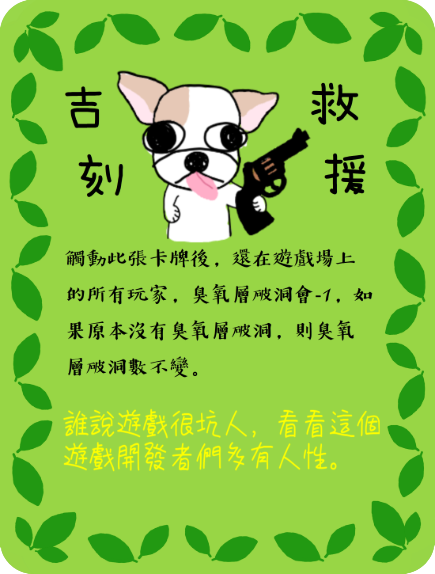 吉刻救援
觸動此張卡牌後，還在遊戲場上
的所有玩家，臭氧層破洞會-1，如
果原本沒有臭氧層破洞，則臭氧
層破洞數不變。
誰說遊戲很坑人，看看這個
遊戲開發者們多有人性。